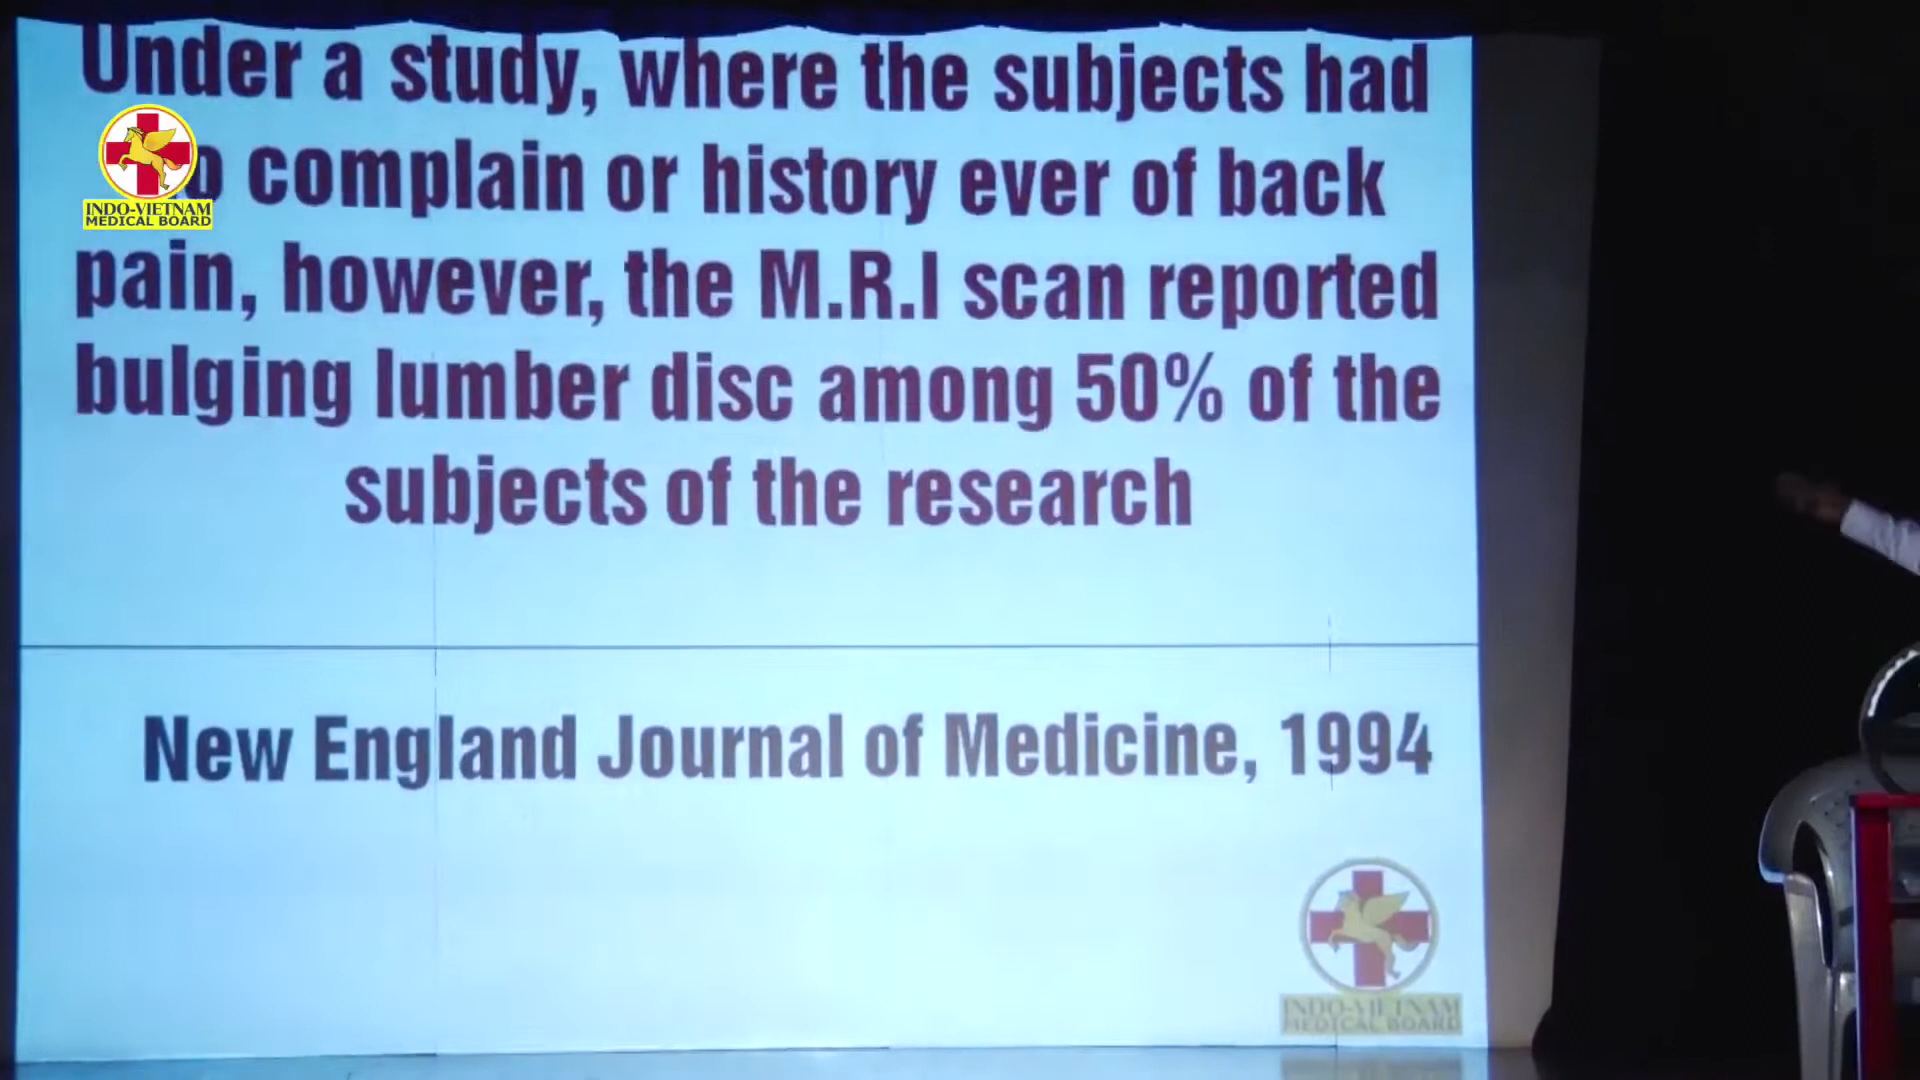 Under a study, where the subjects had
complain or history ever of back
pain, however, the M.R.I scan reported
bulging lumber disc among 50% of the
subjects of the research
New England Journal of Medicine, 1994
INDO-VIETNAM
MEDICAL BOARD
INDO-VIETNAM
MEDICAL BOARD